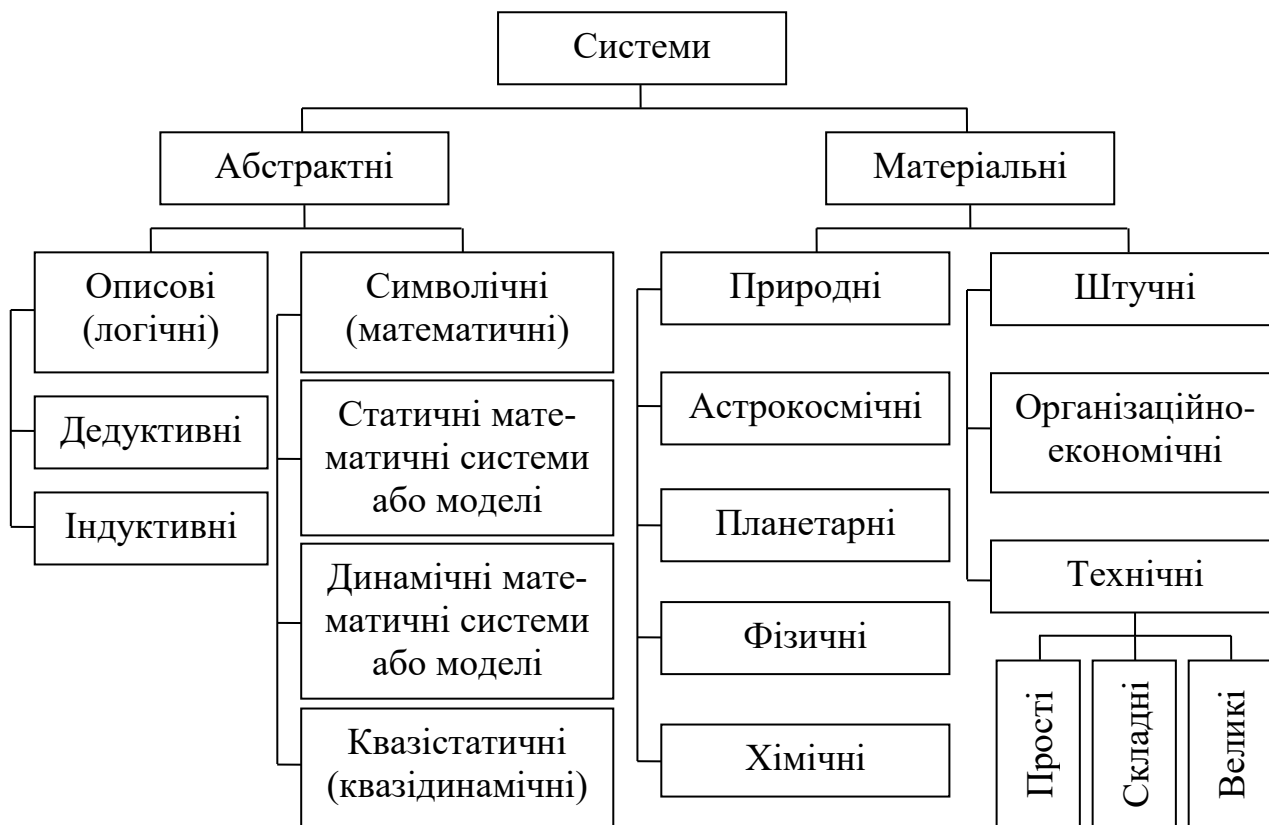 Системи
Абстрактні
Матеріальні
Описові
(логічні)
Дедуктивні
Індуктивні
Символічні
(математичні)
Статичні мате-
матичні системи
або моделі
Динамічні мате-
матичні системи
або моделі
Квазістатичні
(квазідинамічні)
Природні
Астрокосмічні
Планетарні
Фізичні
Хімічні
Штучні
Організаційно-
економічні
Технічні
Прості
Складні
Великі